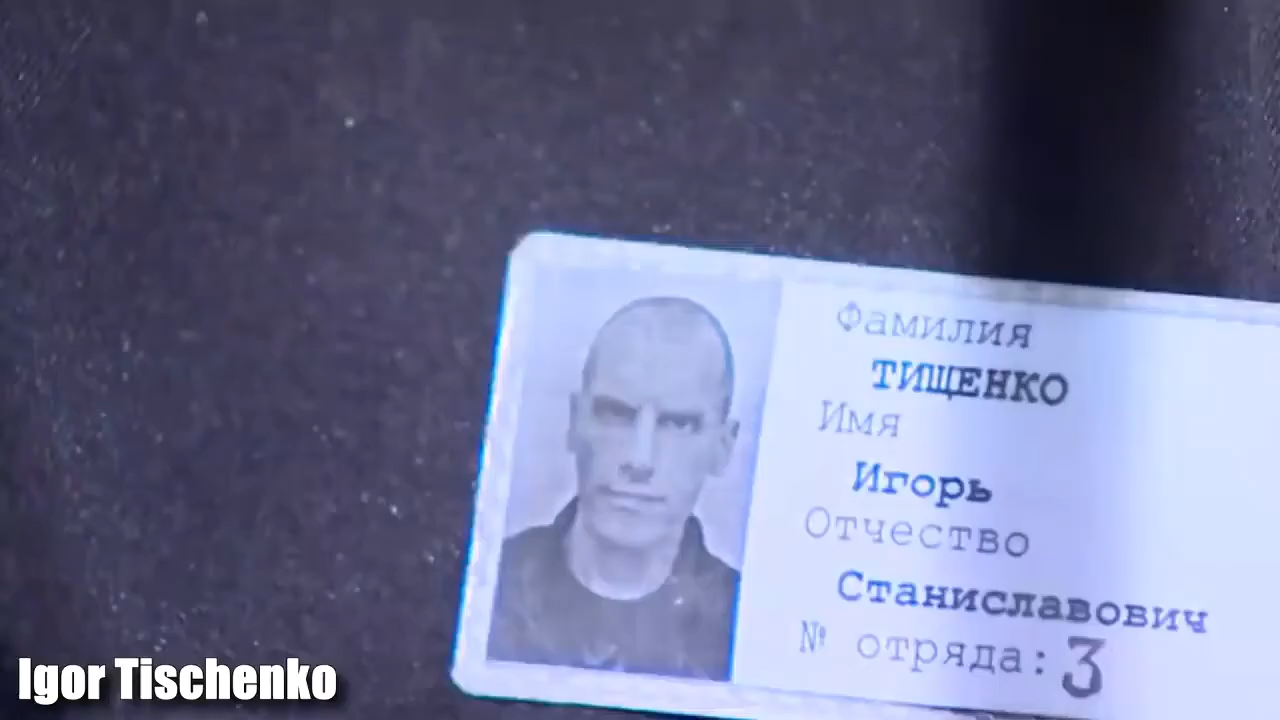 Фамилия
ТИЩЕНКО
Имя
Игорь
Отчество
Станиславович
№ отряда: 3
Igor Tischenko